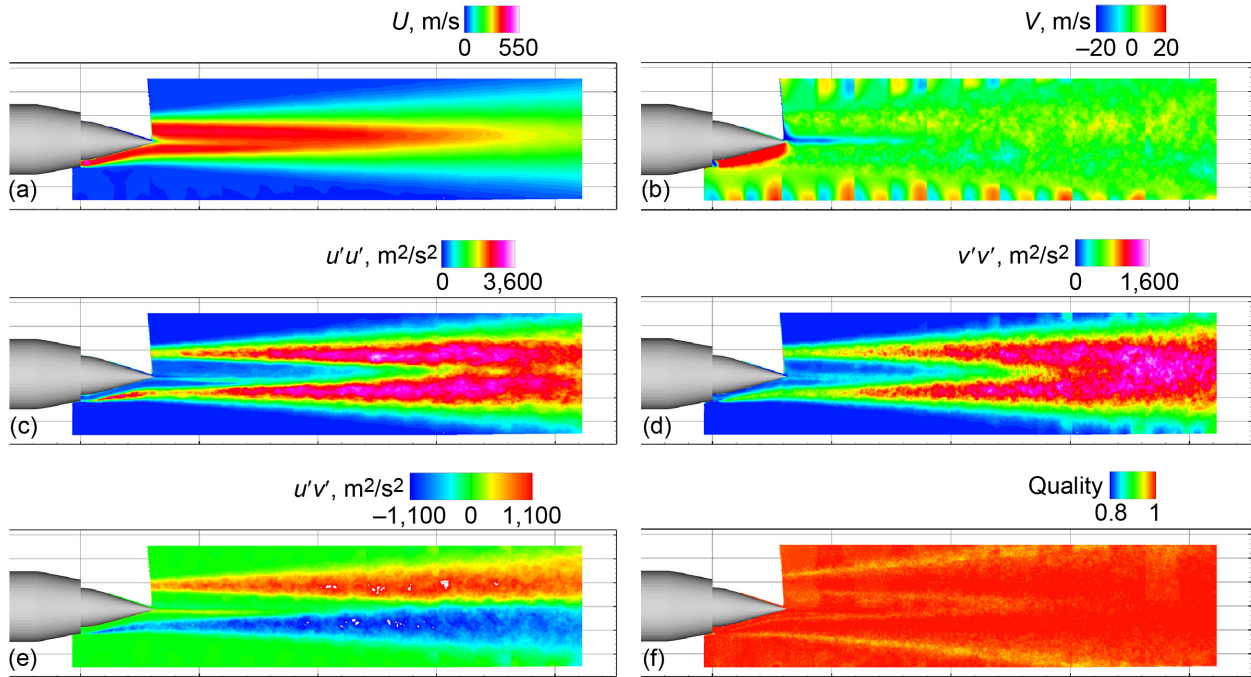 U, m/s
0 550
(a)
V, m/s
–20 0 20
(b)
u′u′, m2/s2
0 3,600
(c)
v′v′, m2/s2
0 1,600
(d)
u′v′, m2/s2
–1,100 0 1,100
(e)
Quality
0.8 1
(f)